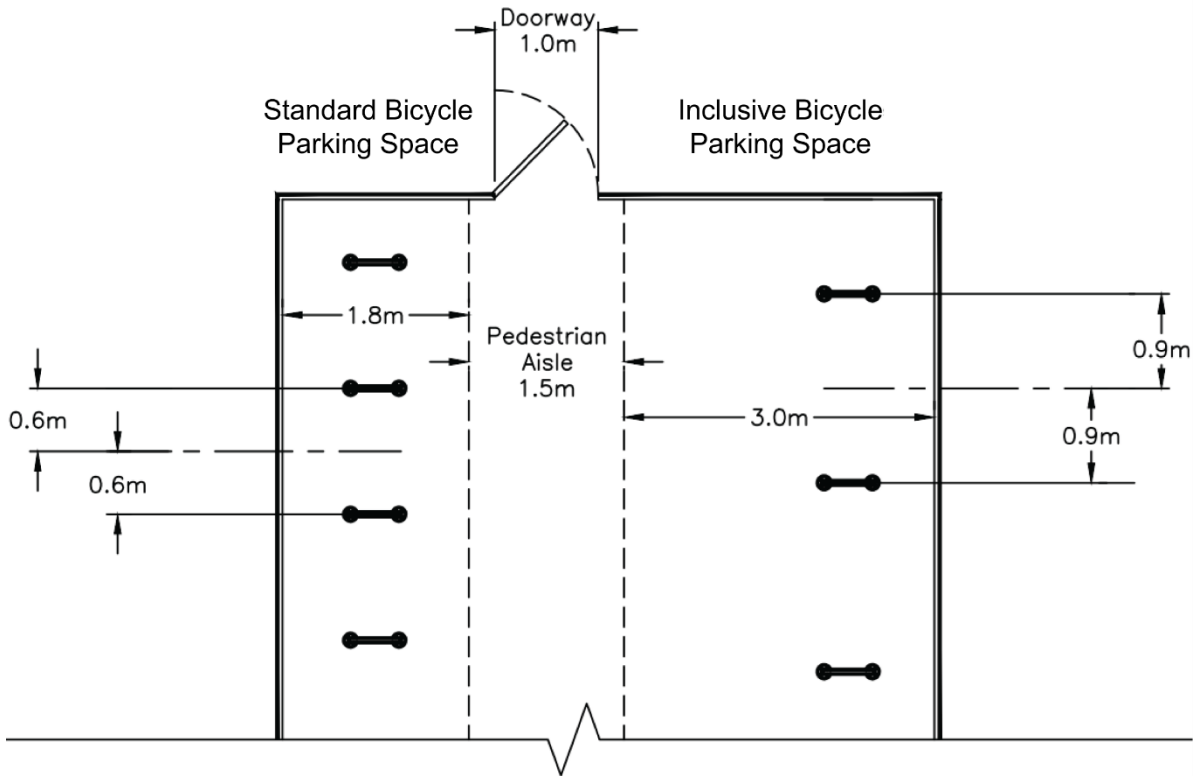 Doorway
1.0m
Standard Bicycle
Parking Space
Inclusive Bicycle
Parking Space
1.8m
Pedestrian
Aisle
1.5m
0.9m
0.6m
3.0m
0.9m
0.6m